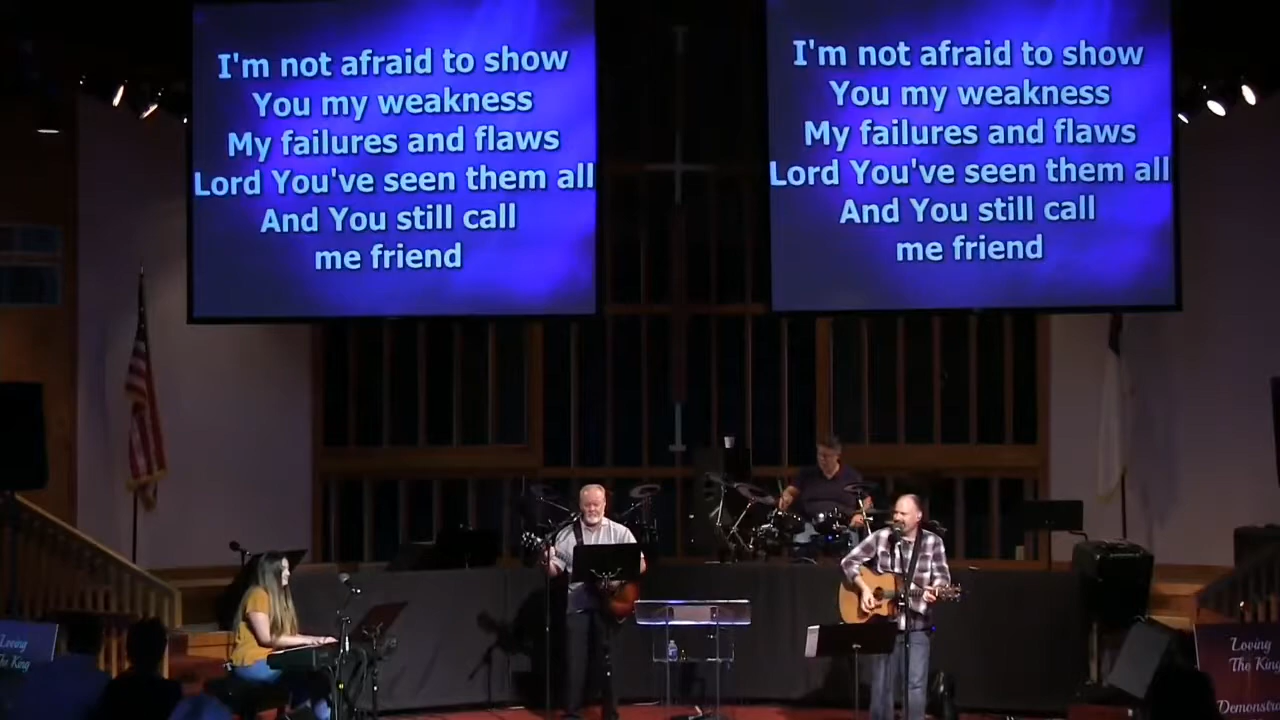 I'm not afraid to show
You my weakness
My failures and flaws
Lord You've seen them all
And You still call
me friend
I'm not afraid to show
You my weakness
My failures and flaws
Lord You've seen them all
And You still call
me friend
Loving
The King
Loving
The King